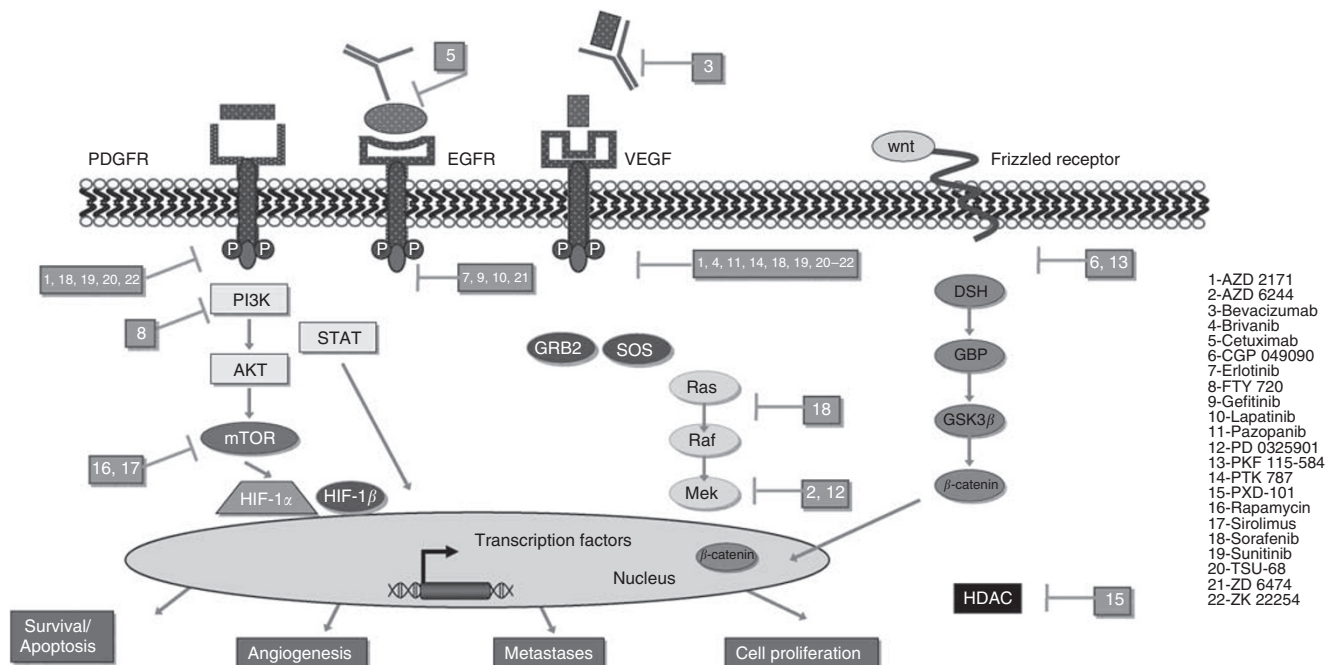 5
3
wnt
PDGFR
EGFR
VEGF
Frizzled receptor
P
P
P
P
P
P
1, 18, 19, 20, 22
7, 9, 10, 21
1, 4, 11, 14, 18, 19, 20–22
6, 13
PI3K
8
STAT
AKT
mTOR
16, 17
HIF-1α
HIF-1β
GRB2
SOS
Ras
18
Raf
Mek
2, 12
DSH
GBP
GSK3β
β-catenin
Transcription factors
β-catenin
Nucleus
HDAC
15
Survival/
Apoptosis
Angiogenesis
Metastases
Cell proliferation
1-AZD 2171
2-AZD 6244
3-Bevacizumab
4-Brivanib
5-Cetuximab
6-CGP 049090
7-Erlotinib
8-FTY 720
9-Gefitinib
10-Lapatinib
11-Pazopanib
12-PD 0325901
13-PKF 115-584
14-PTK 787
15-PXD-101
16-Rapamycin
17-Sirolimus
18-Sorafenib
19-Sunitinib
20-TSU-68
21-ZD 6474
22-ZK 22254